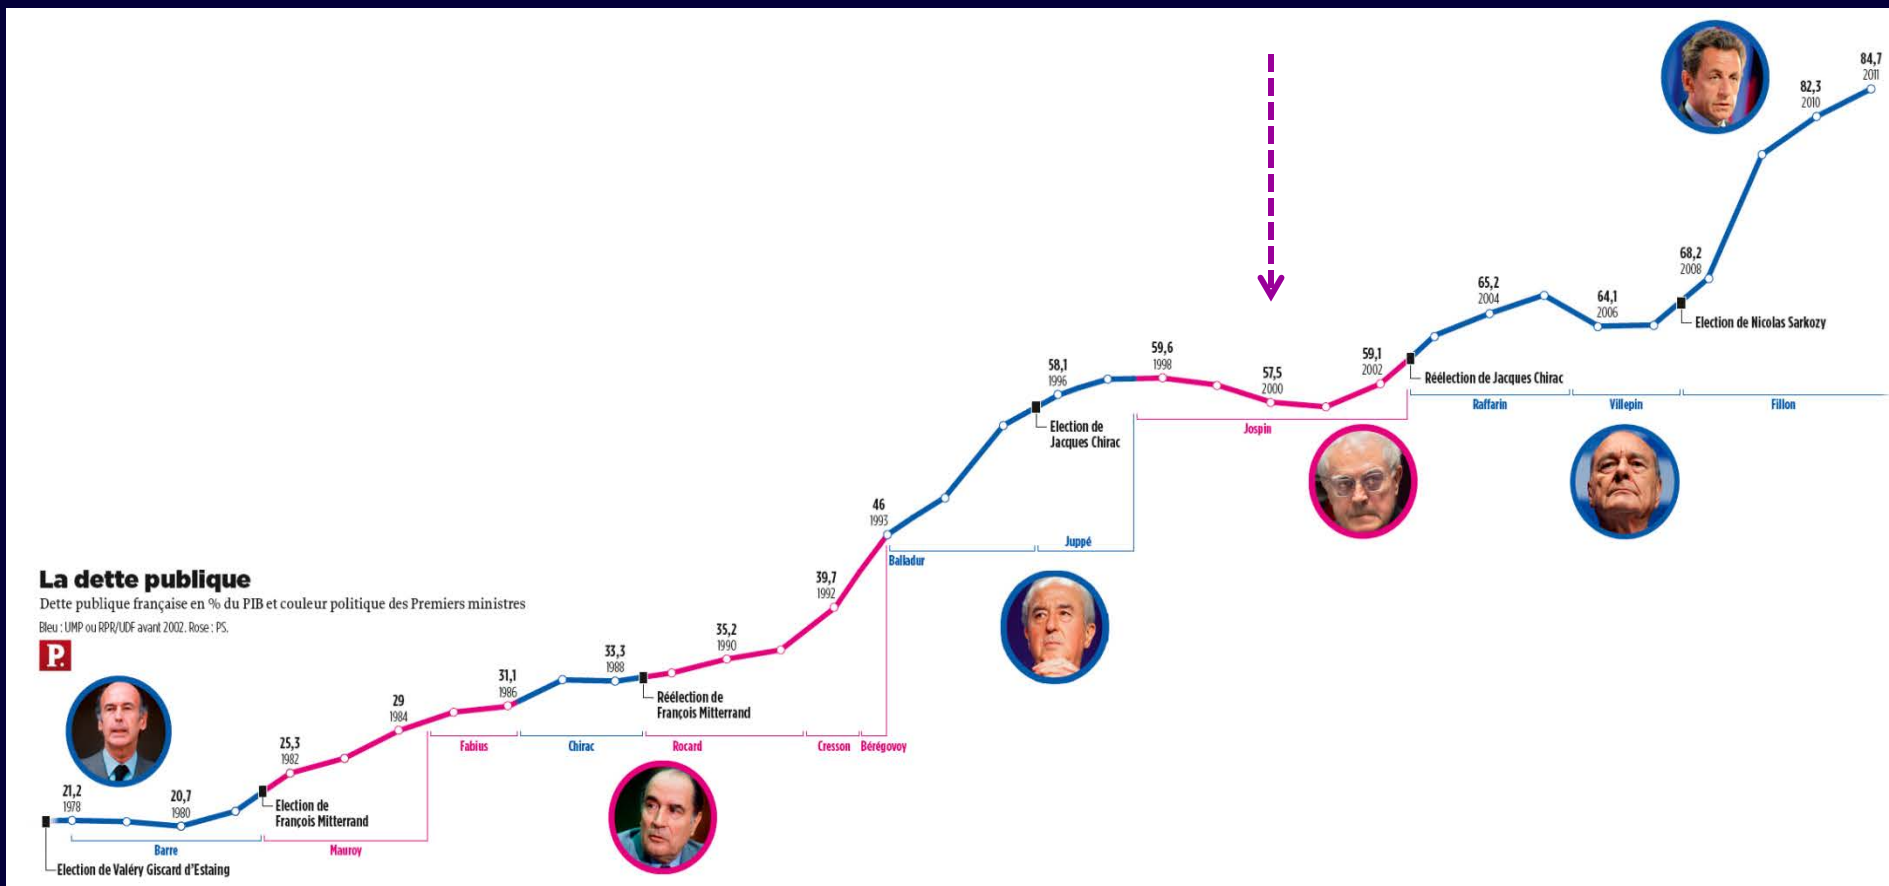 La dette publique
Dette publique française en % du PIB et couleur politique des Premiers ministres
Bleu : UMP ou RPR/UDF avant 2002. Rose : PS.
P.
21,2
1978
20,7
1980
25,3
1982
29
1984
31,1
1986
33,3
1988
35,2
1990
39,7
1992
46
1993
58,1
1996
59,6
1998
57,5
2000
59,1
2002
65,2
2004
64,1
2006
68,2
2008
82,3
2010
84,7
2011
Election de Valéry Giscard d'Estaing
Election de
François Mitterrand
Réélection de
François Mitterrand
Election de
Jacques Chirac
Réélection de Jacques Chirac
Election de Nicolas Sarkozy
Barre
Mauroy
Fabius
Chirac
Rocard
Cresson
Bérégovoy
Balladur
Juppé
Jospin
Raffarin
Villepin
Fillon